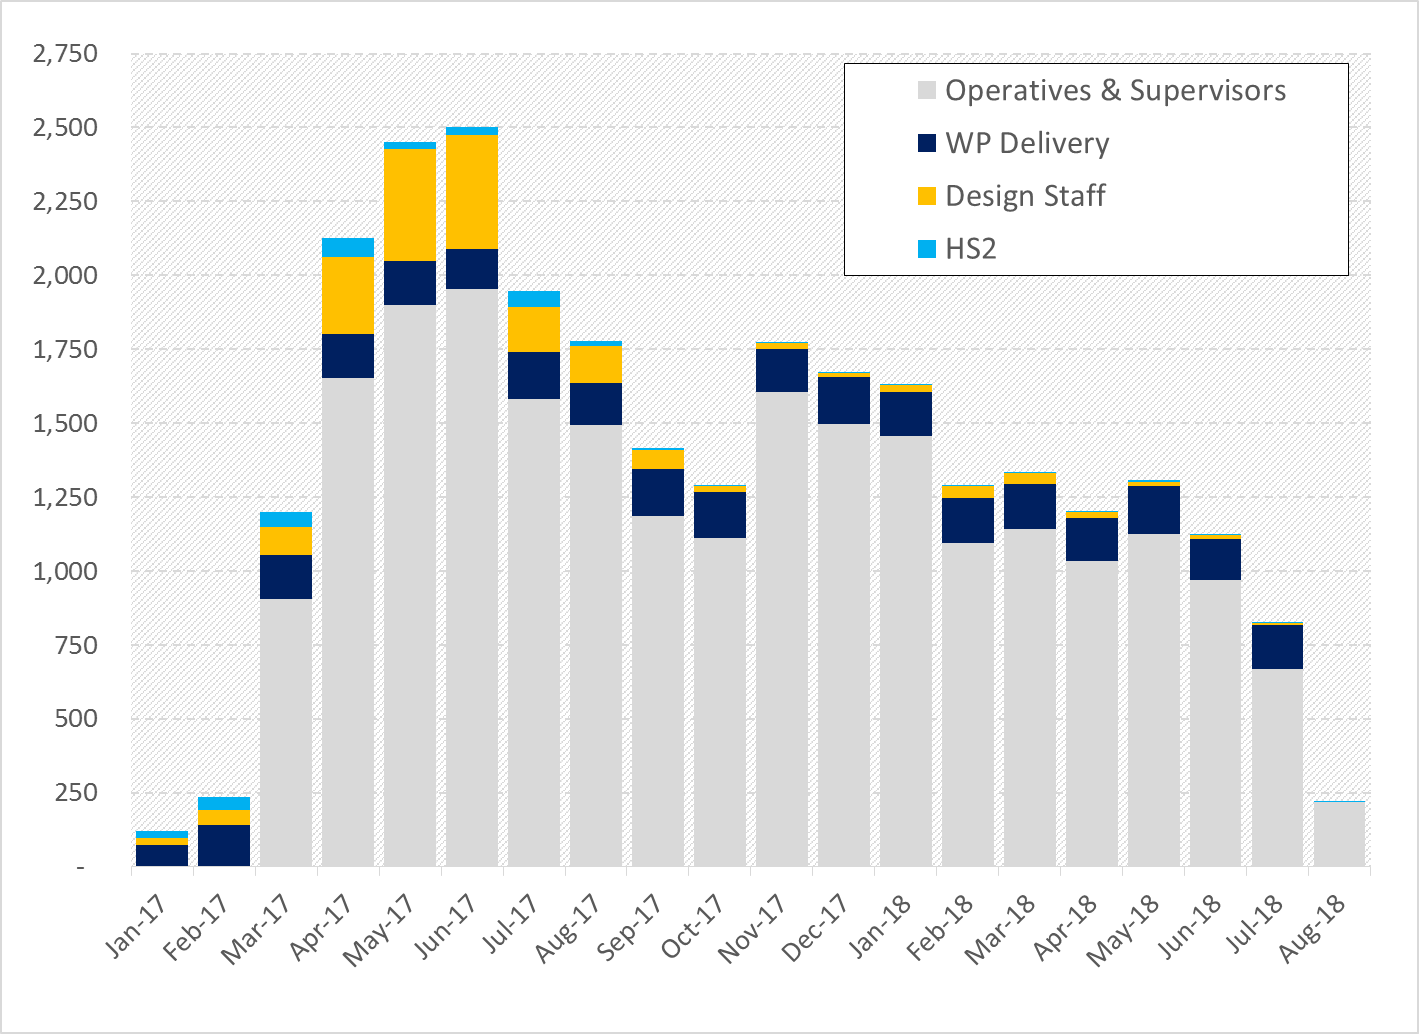 2,750
2,500
2,250
2,000
1,750
1,500
1,250
1,000
750
500
250
-
Operatives & Supervisors
WP Delivery
Design Staff
HS2
Jan-17
Feb-17
Mar-17
Apr-17
May-17
Jun-17
Jul-17
Aug-17
Sep-17
Oct-17
Nov-17
Dec-17
Jan-18
Feb-18
Mar-18
Apr-18
May-18
Jun-18
Jul-18
Aug-18